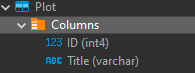 Plot
Columns
123 ID (int4)
ABC Title (varchar)